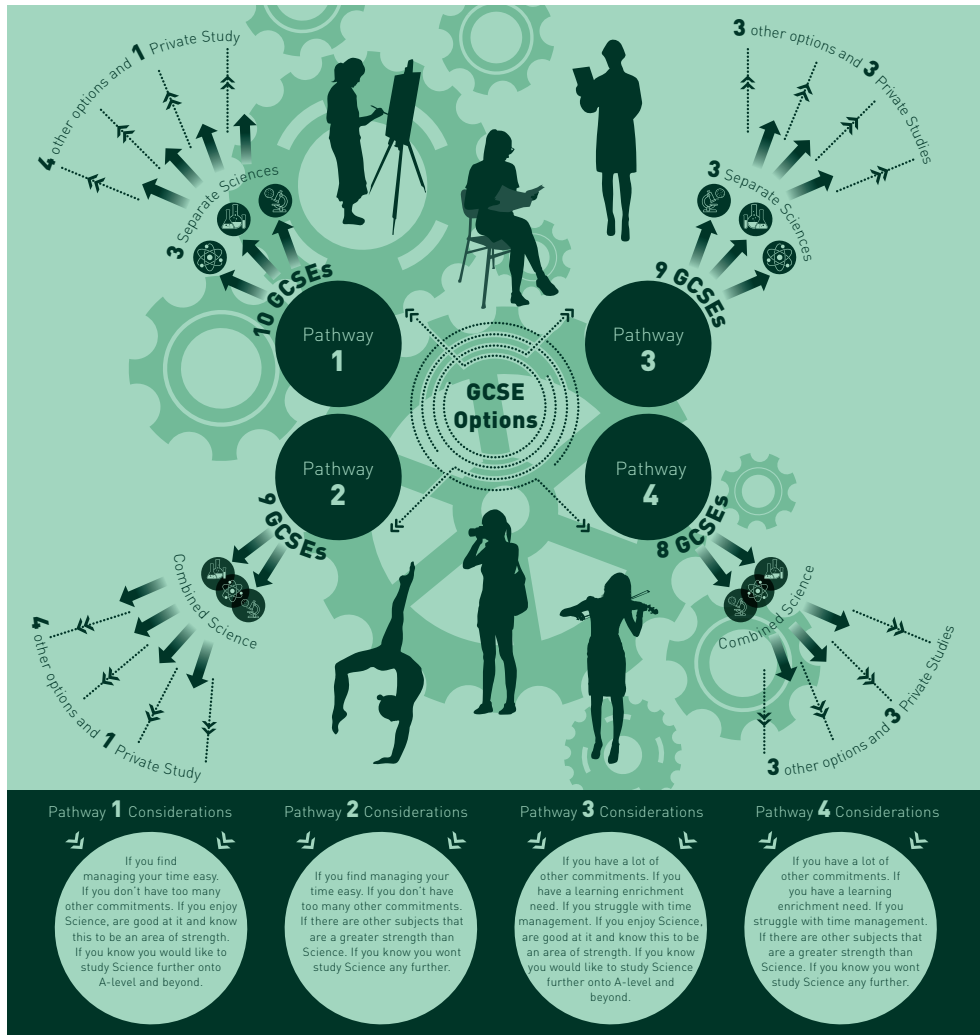 4 other options and 1 Private Study
3 Separate Sciences
10 GCSEs
Pathway
1
3 other options and 3 Private Studies
3 Separate Sciences
9 GCSEs
Pathway
3
GCSE
Options
Pathway
2
9 GCSEs
Combined Science
4 other options and 1 Private Study
Pathway
4
8 GCSEs
Combined Science
3 other options and 3 Private Studies
Pathway 1 Considerations
If you find
managing your time easy.
If you don't have too many
other commitments. If you enjoy
Science, are good at it and know
this to be an area of strength.
If you know you would like to
study Science further onto
A-level and beyond.
Pathway 2 Considerations
If you find managing your
time easy. If you don't have
too many other commitments.
If there are other subjects that
are a greater strength than
Science. If you know you wont
study Science any further.
Pathway 3 Considerations
If you have a lot of
other commitments. If you
have a learning enrichment
need. If you struggle with time
management. If you enjoy Science,
are good at it and know this to be
an area of strength. If you know
you would like to study Science
further onto A-level and
beyond.
Pathway 4 Considerations
If you have a lot of
other commitments. If
you have a learning
enrichment need. If you
struggle with time management.
If there are other subjects that
are a greater strength than
Science. If you know you wont
study Science any further.